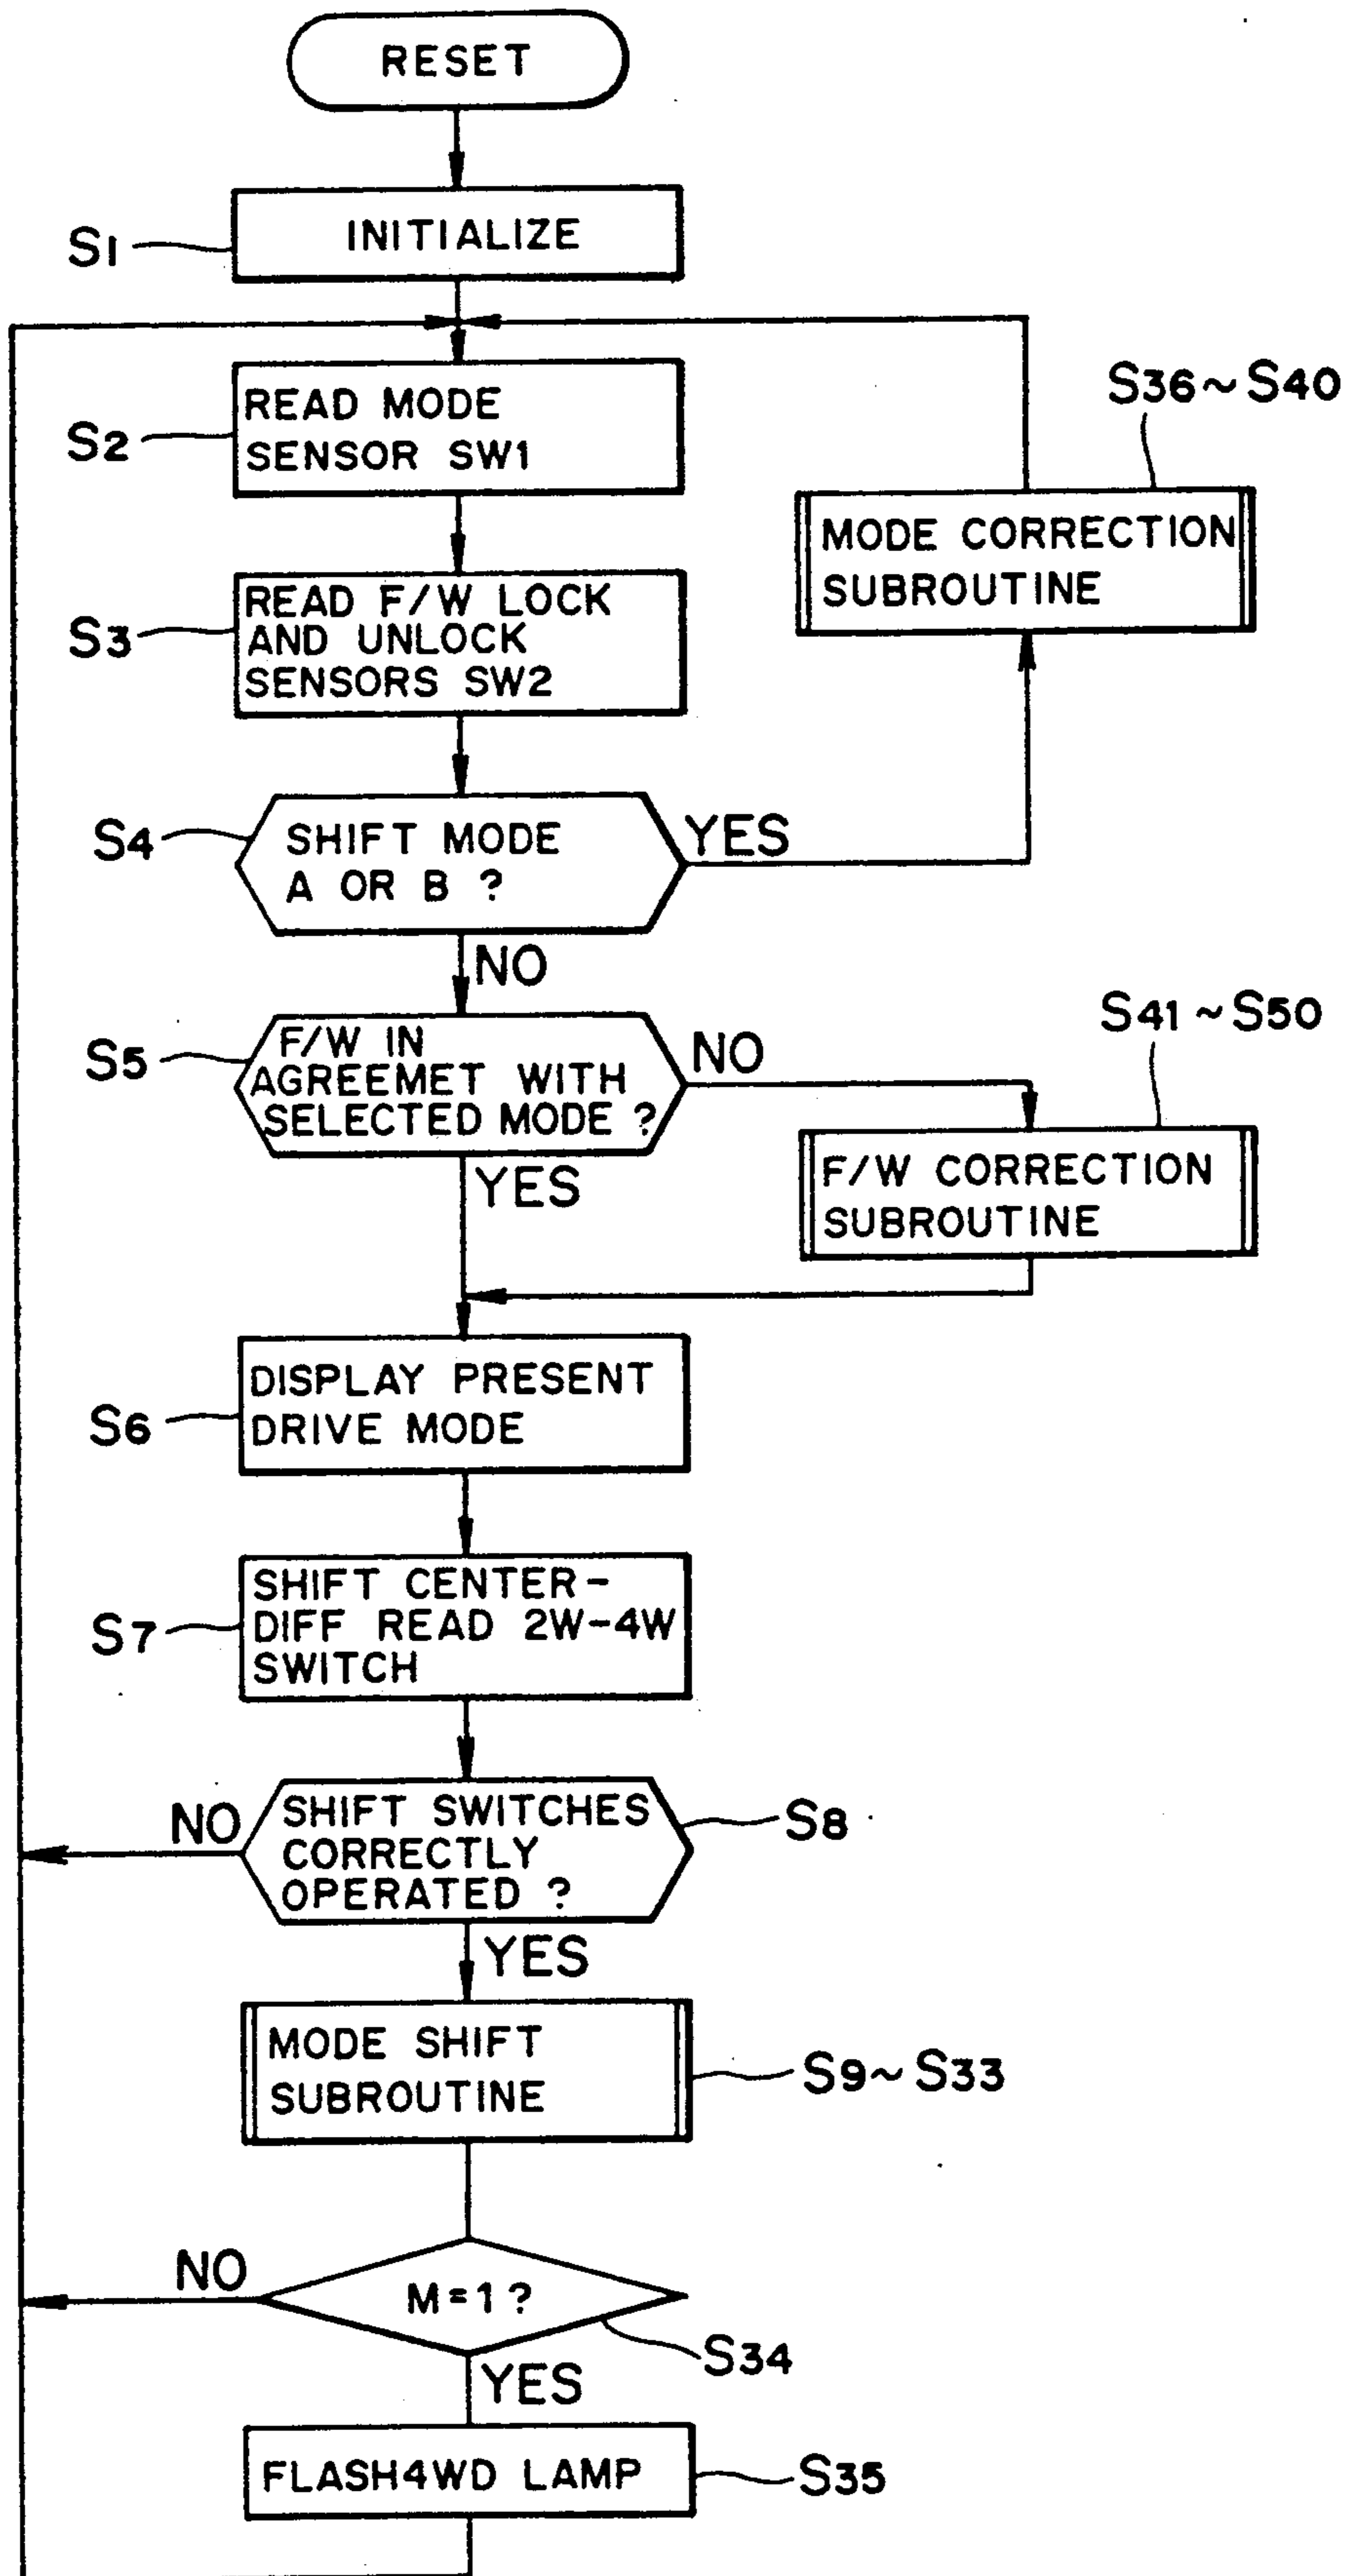 RESET
S1
INITIALIZE
S2
READ MODE
SENSOR SW1
S36~S40
MODE CORRECTION
SUBROUTINE
S3
READ F/W LOCK
AND UNLOCK
SENSORS SW2
S4
SHIFT MODE
A OR B ?
YES
NO
S5
F/W IN
AGREEMET WITH
SELECTED MODE ?
NO
S41~S50
F/W CORRECTION
SUBROUTINE
YES
S6
DISPLAY PRESENT
DRIVE MODE
S7
SHIFT CENTER-
DIFF READ 2W-4W
SWITCH
NO
SHIFT SWITCHES
CORRECTLY
OPERATED ?
S8
YES
MODE SHIFT
SUBROUTINE
S9~S33
NO
M=1?
S34
YES
FLASH4WD LAMP
S35